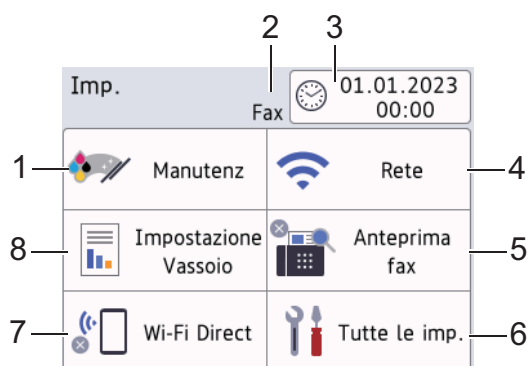 2 3
Imp.
Fax
01.01.2023
00:00
1 Manutenz
Rete 4
8 Impostazione
Vassoio
Anteprima
fax 5
7 Wi-Fi Direct
Tutte le imp. 6